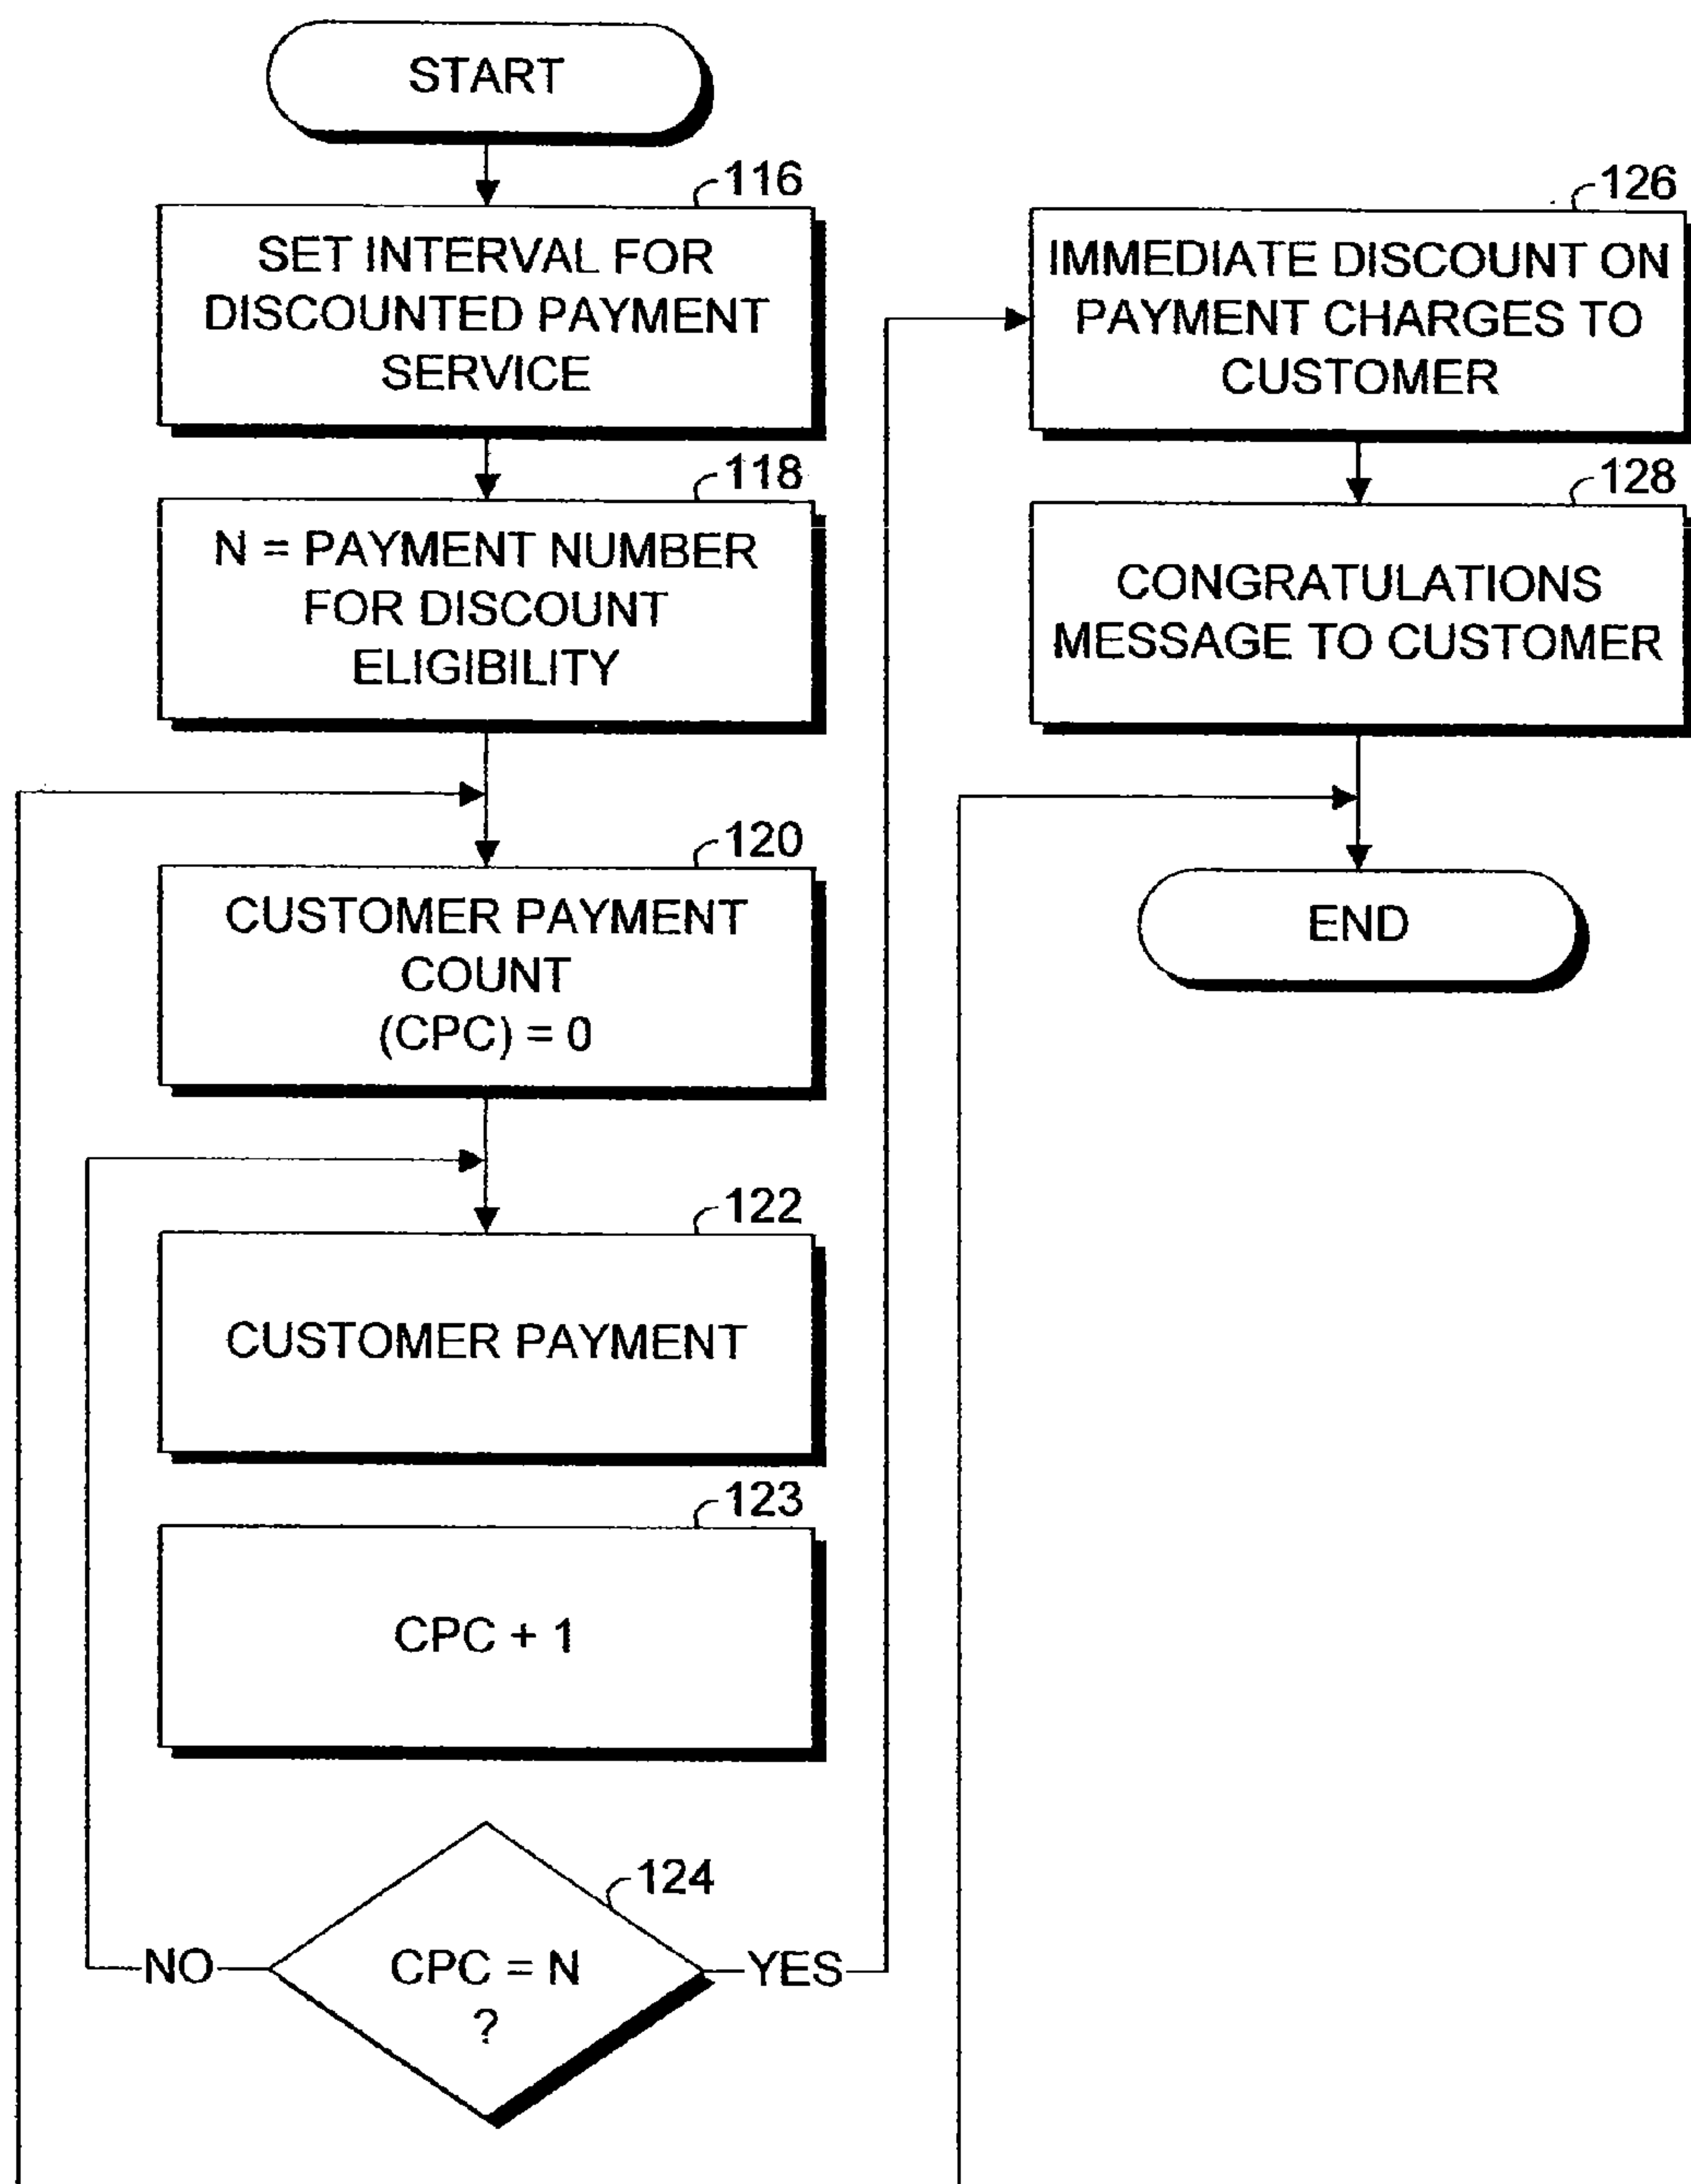 START
116
SET INTERVAL FOR
DISCOUNTED PAYMENT
SERVICE
118
N = PAYMENT NUMBER
FOR DISCOUNT
ELIGIBILITY
120
CUSTOMER PAYMENT
COUNT
(CPC) = 0
122
CUSTOMER PAYMENT
123
CPC + 1
124
CPC = N
?
NO
YES
126
IMMEDIATE DISCOUNT ON
PAYMENT CHARGES TO
CUSTOMER
128
CONGRATULATIONS
MESSAGE TO CUSTOMER
END